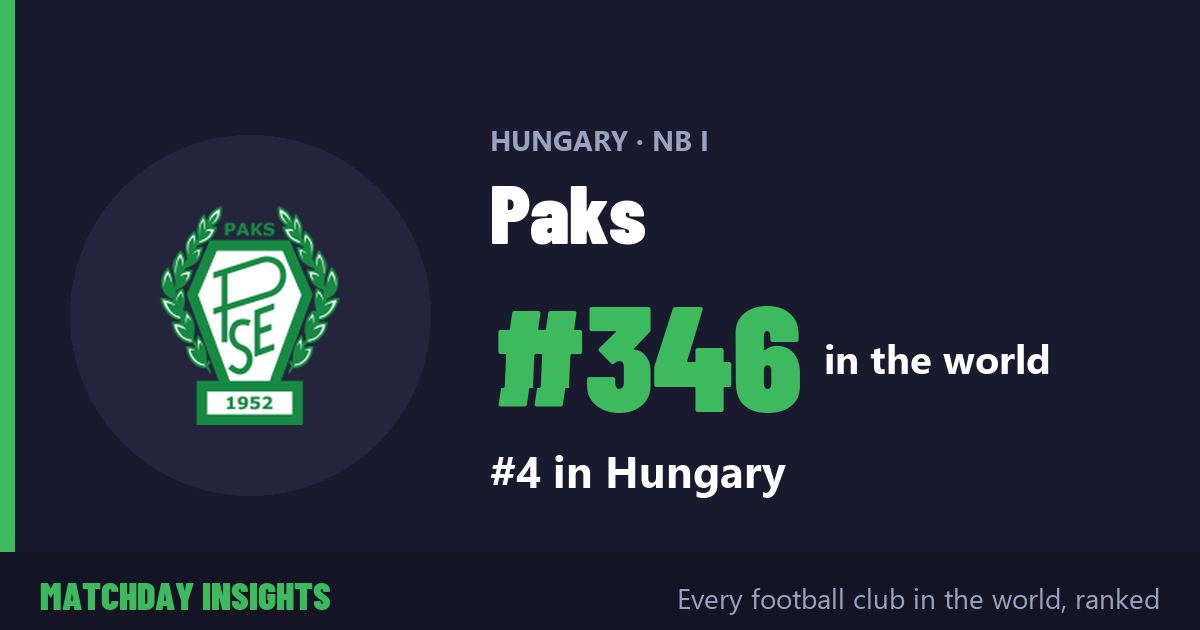 HUNGARY · NB I
Paks
#346 in the world
#4 in Hungary
PAKS
PSE
1952
MATCHDAY INSIGHTS
Every football club in the world, ranked